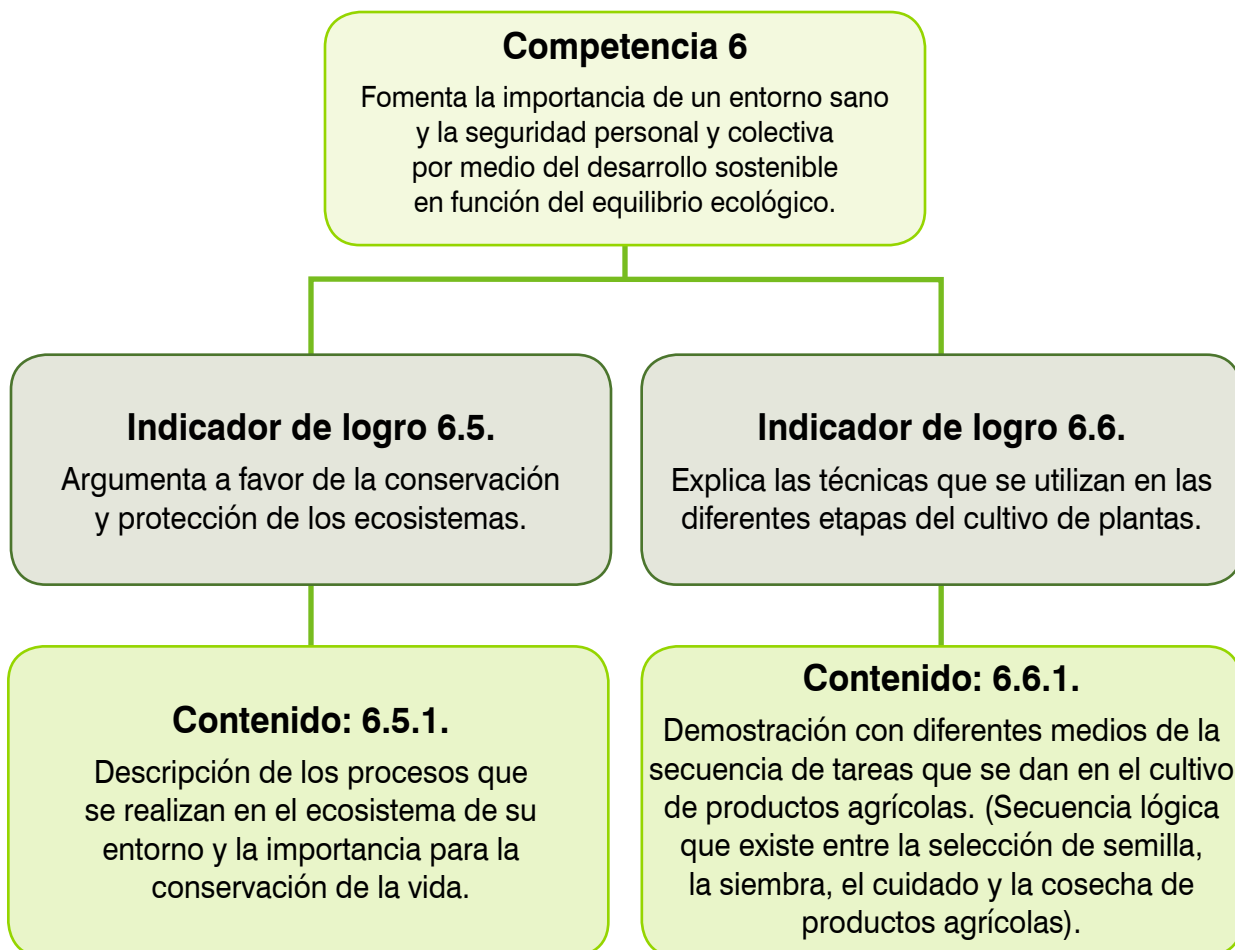 Competencia 6
Fomenta la importancia de un entorno sano
y la seguridad personal y colectiva
por medio del desarrollo sostenible
en función del equilibrio ecológico.
Indicador de logro 6.5.
Argumenta a favor de la conservación
y protección de los ecosistemas.
Indicador de logro 6.6.
Explica las técnicas que se utilizan en las
diferentes etapas del cultivo de plantas.
Contenido: 6.5.1.
Descripción de los procesos que
se realizan en el ecosistema de su
entorno y la importancia para la
conservación de la vida.
Contenido: 6.6.1.
Demostración con diferentes medios de la
secuencia de tareas que se dan en el cultivo
de productos agrícolas. (Secuencia lógica
que existe entre la selección de semilla,
la siembra, el cuidado y la cosecha de
productos agrícolas).